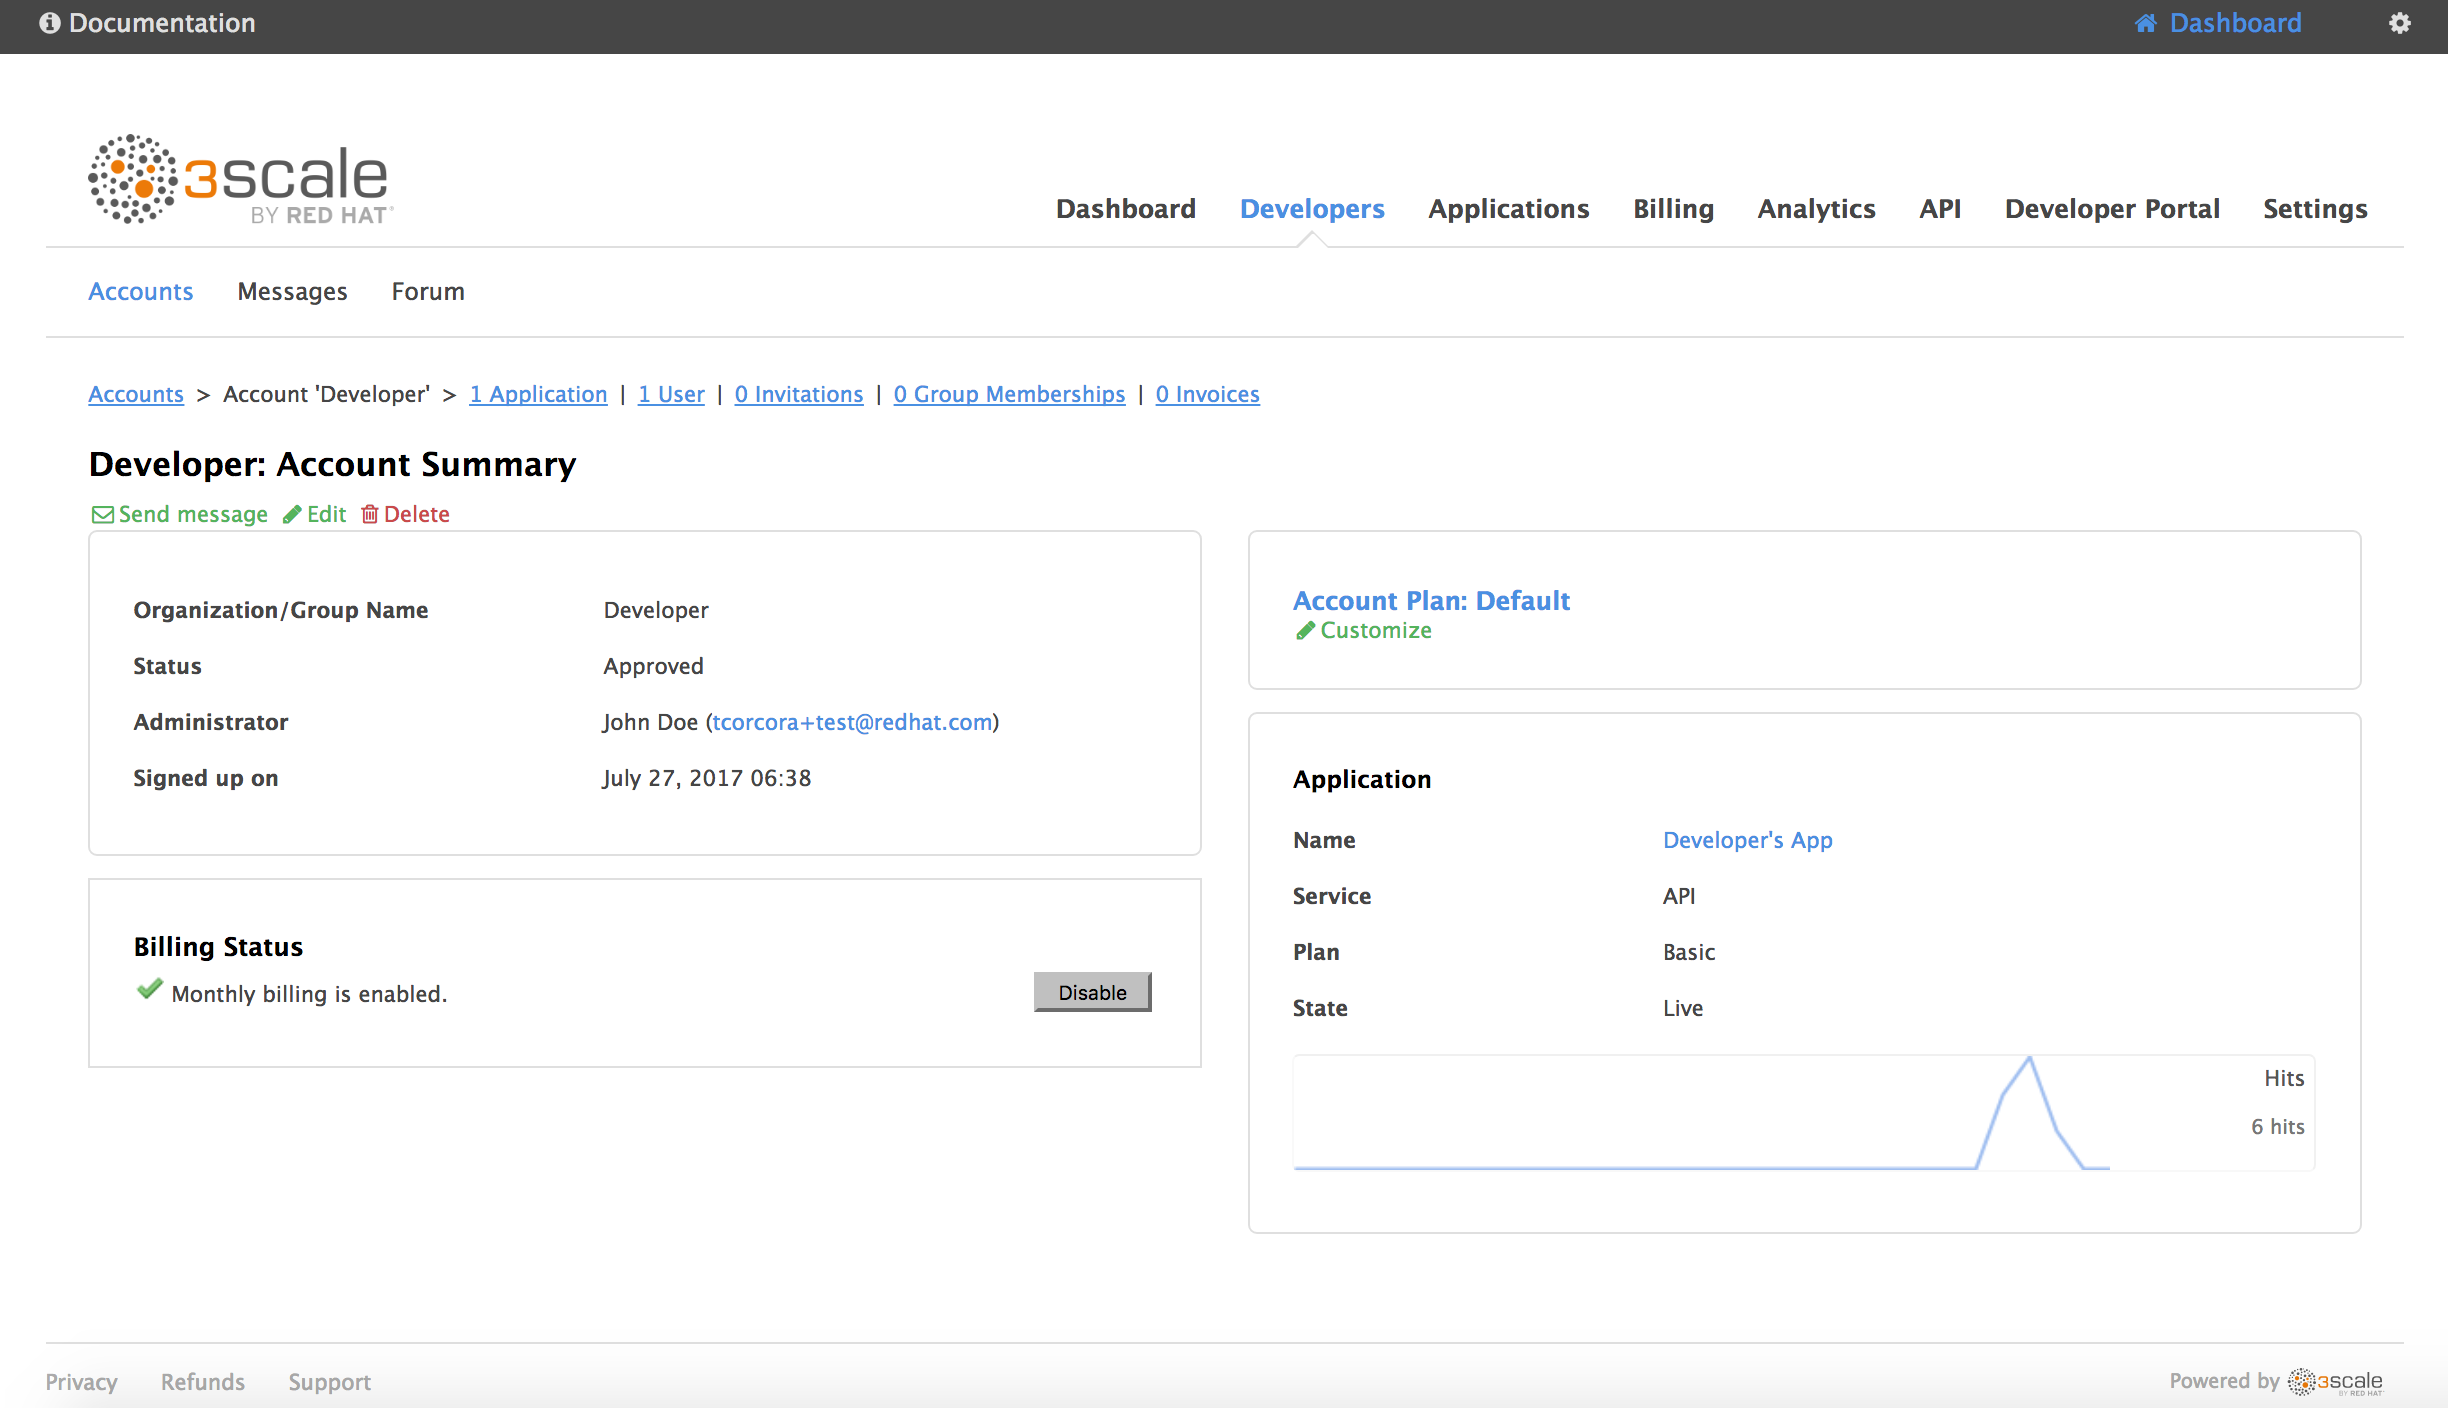 Documentation
Dashboard
3scale
BY RED HAT
Dashboard Developers Applications Billing Analytics API Developer Portal Settings
Accounts Messages Forum
Accounts > Account 'Developer' > 1 Application | 1 User | 0 Invitations | 0 Group Memberships | 0 Invoices
Developer: Account Summary
Send message Edit Delete
Organization/Group Name Developer
Status Approved
Administrator John Doe (tcorcora+test@redhat.com)
Signed up on July 27, 2017 06:38
Billing Status
Monthly billing is enabled.
Disable
Account Plan: Default
Customize
Application
Name Developer's App
Service API
Plan Basic
State Live
Hits
6 hits
Privacy Refunds Support
Powered by 3scale
BY RED HAT